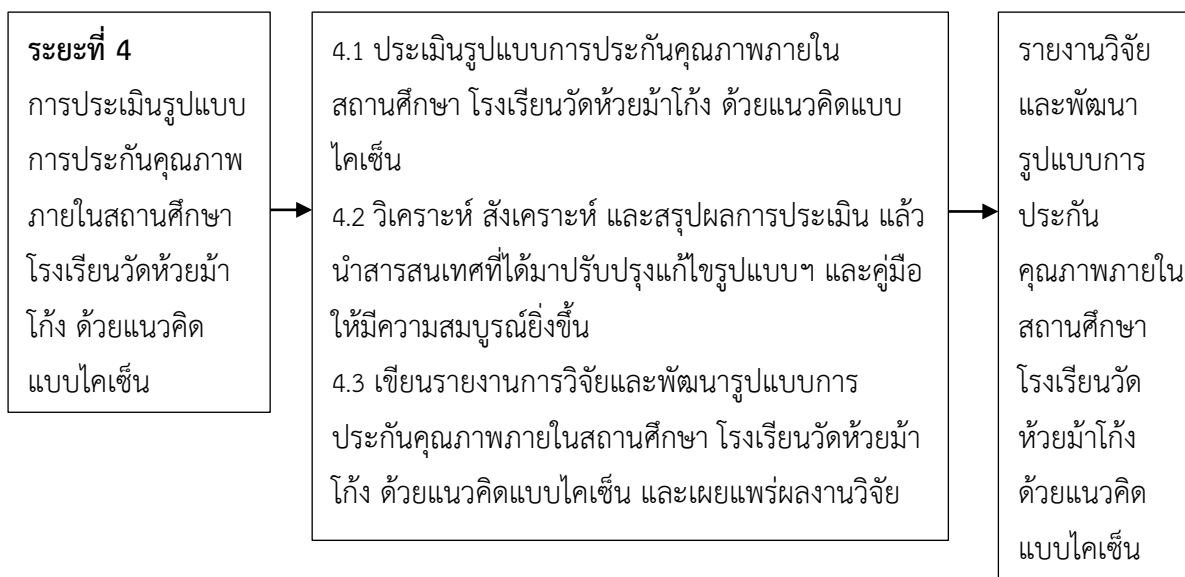 ระยะที่ 4
การประเมินรูปแบบ
การประกันคุณภาพ
ภายในสถานศึกษา
โรงเรียนวัดห้วยม้า
โก้ง ด้วยแนวคิด
แบบไคเซ็น
4.1 ประเมินรูปแบบการประกันคุณภาพภายใน
สถานศึกษา โรงเรียนวัดห้วยม้าโก้ง ด้วยแนวคิดแบบ
ไคเซ็น
4.2 วิเคราะห์ สังเคราะห์ และสรุปผลการประเมิน แล้ว
นำสารสนเทศที่ได้มาปรับปรุงแก้ไขรูปแบบฯ และคู่มือ
ให้มีความสมบูรณ์ยิ่งขึ้น
4.3 เขียนรายงานการวิจัยและพัฒนารูปแบบการ
ประกันคุณภาพภายในสถานศึกษา โรงเรียนวัดห้วยม้า
โก้ง ด้วยแนวคิดแบบไคเซ็น และเผยแพร่ผลงานวิจัย
รายงานวิจัย
และพัฒนา
รูปแบบการ
ประกัน
คุณภาพภายใน
สถานศึกษา
โรงเรียนวัด
ห้วยม้าโก้ง
ด้วยแนวคิด
แบบไคเซ็น